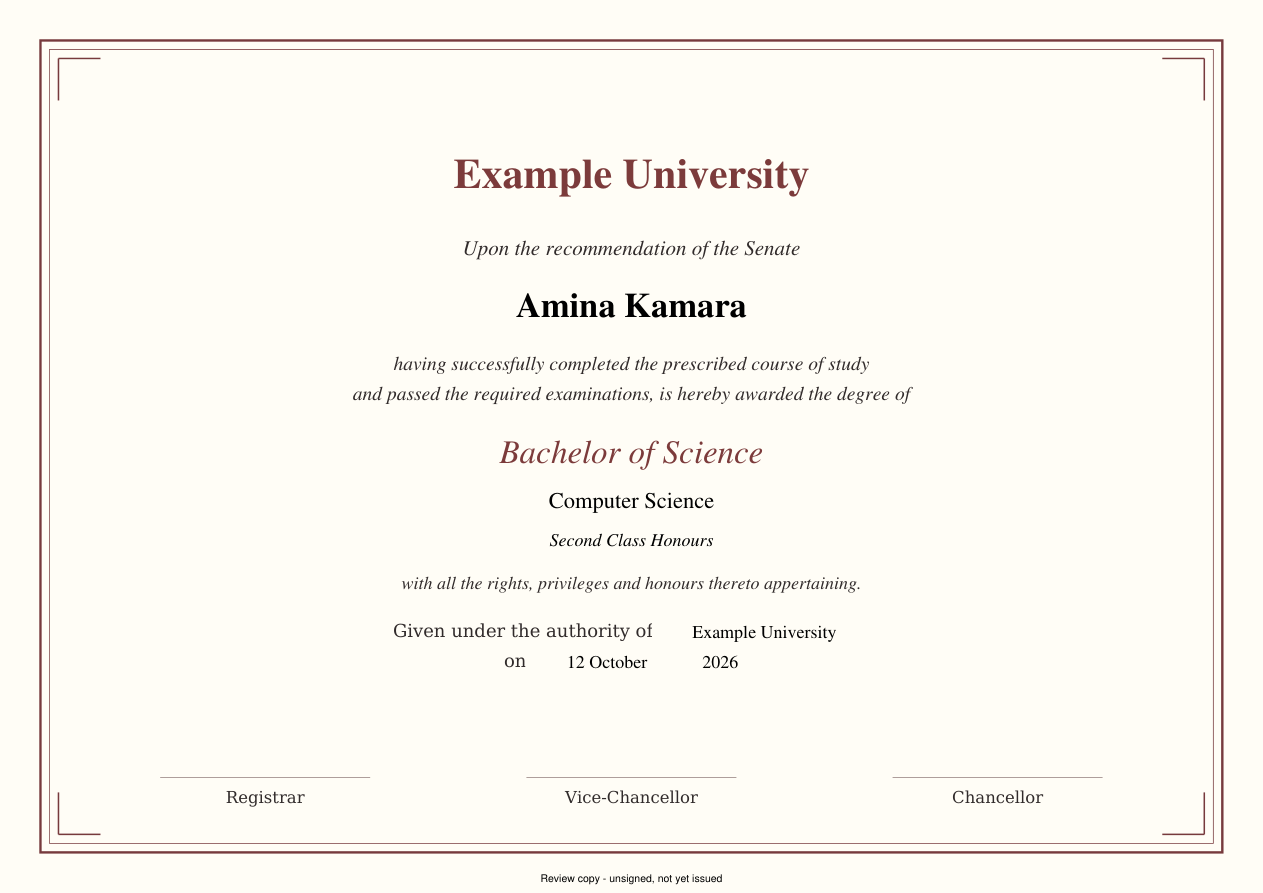 Example University
Upon the recommendation of the Senate
Amina Kamara
having successfully completed the prescribed course of study
and passed the required examinations, is hereby awarded the degree of
Bachelor of Science
Computer Science
Second Class Honours
with all the rights, privileges and honours thereto appertaining.
Given under the authority of Example University
on 12 October 2026
Registrar Vice-Chancellor Chancellor
Review copy - unsigned, not yet issued